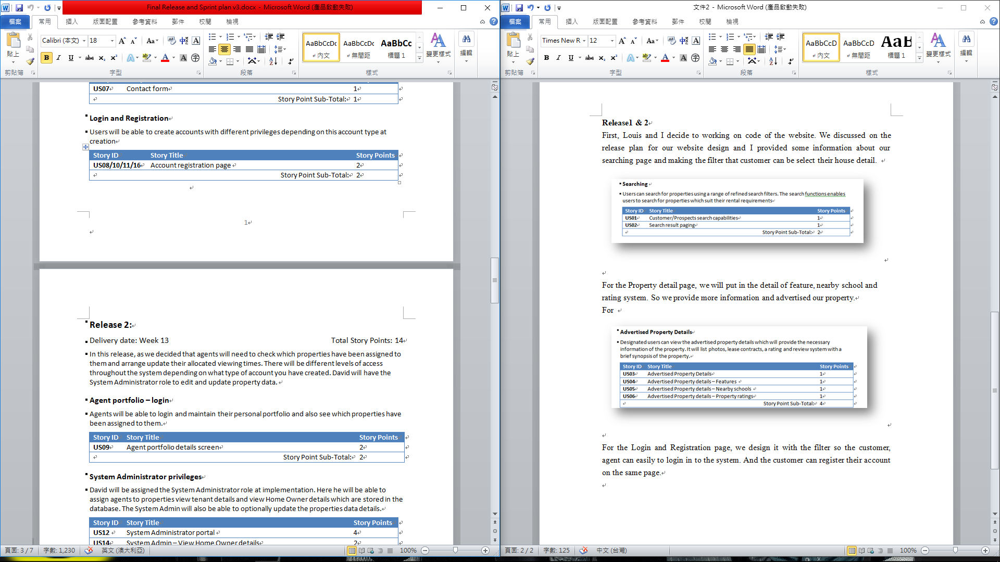 Final Release and Sprint plan v3.docx - Microsoft Word (產品啟動失敗)
檔案 常用 插入 版面配置 參考資料 郵件 校閱 檢視
貼上 Calibri (本文) 18 AaBbCcDc AaBbCcDc AaBbCc 變更樣式 編輯
內文 無間距 標題 1
剪貼簿 字型 段落 樣式
US07 Contact form 1
Story Point Sub-Total: 1
Login and Registration
Users will be able to create accounts with different privileges depending on this account type at
creation
Story ID Story Title Story Points
US08/10/11/16 Account registration page 2
Story Point Sub-Total: 2
1
Release 2:
Delivery date: Week 13 Total Story Points: 14
In this release, as we decided that agents will need to check which properties have been assigned to
them and arrange update their allocated viewing times. There will be different levels of access
throughout the system depending on what type of account you have created. David will have the
System Administrator role to edit and update property data.
Agent portfolio – login
Agents will be able to login and maintain their personal portfolio and also see which properties have
been assigned to them.
Story ID Story Title Story Points
US09 Agent portfolio details screen 2
Story Point Sub-Total: 2
System Administrator privileges
David will be assigned the System Administrator role at implementation. Here he will be able to
assign agents to properties view tenant details and view Home Owner details which are stored in the
database. The System Admin will also be able to optionally update the properties data details.
Story ID Story Title Story Points
US12 System Administrator portal 4
US14 System Admin – View Home Owner details 2
頁面: 3 / 7 字數: 1,230 英文 (澳大利亞) 100%
文件2 - Microsoft Word (產品啟動失敗)
檔案 常用 插入 版面配置 參考資料 郵件 校閱 檢視
貼上 Times New R 12 AaBbCcD AaBbCcD AaB 變更樣式 編輯
內文 無間距 標題 1
剪貼簿 字型 段落 樣式
Release1 & 2
First, Louis and I decide to working on code of the website. We discussed on the
release plan for our website design and I provided some information about our
searching page and making the filter that customer can be select their house detail.
Searching
Users can search for properties using a range of refined search filters. The search functions enables
users to search for properties which suit their rental requirements
Story ID Story Title Story Points
US01 Customer/Prospects search capabilities 1
US02 Search result paging 1
Story Point Sub-Total: 2
For the Property detail page, we will put in the detail of feature, nearby school and
rating system. So we provide more information and advertised our property.
For
Advertised Property Details
Designated users can view the advertised property details which will provide the necessary
information of the property. It will list photos, lease contracts, a rating and review system with a
brief synopsis of the property.
Story ID Story Title Story Points
US03 Advertised Property Details 1
US04 Advertised Property details – Features 1
US05 Advertised Property details – Nearby schools 1
US06 Advertised Property details – Property ratings 1
Story Point Sub-Total: 4
For the Login and Registration page, we design it with the filter so the customer,
agent can easily to login in to the system. And the customer can register their account
on the same page.
頁面: 2 / 2 字數: 125 中文 (台灣) 100%